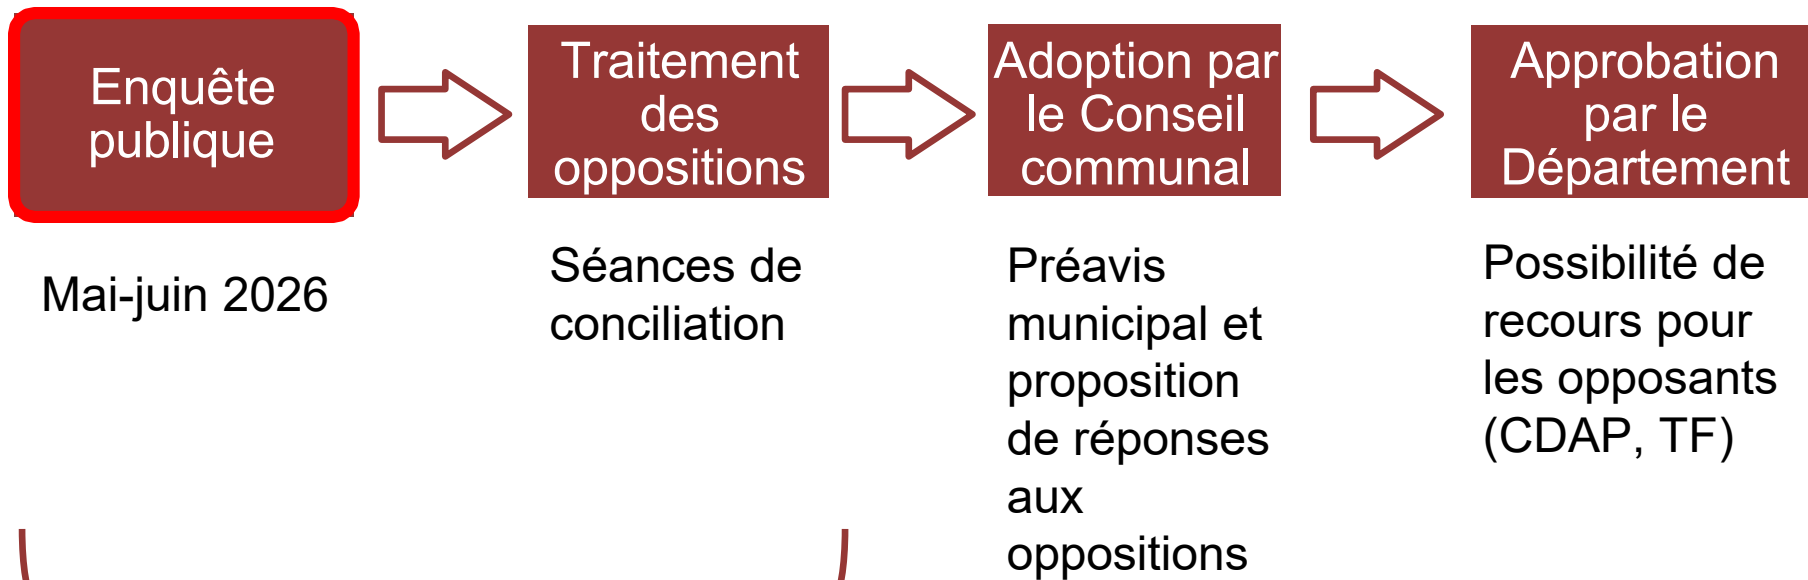 Enquête
publique
Traitement
des
oppositions
Adoption par
le Conseil
communal
Approbation
par le
Département
Mai-juin 2026
Séances de
conciliation
Préavis
municipal et
proposition
de réponses
aux
oppositions
Possibilité de
recours pour
les opposants
(CDAP, TF)